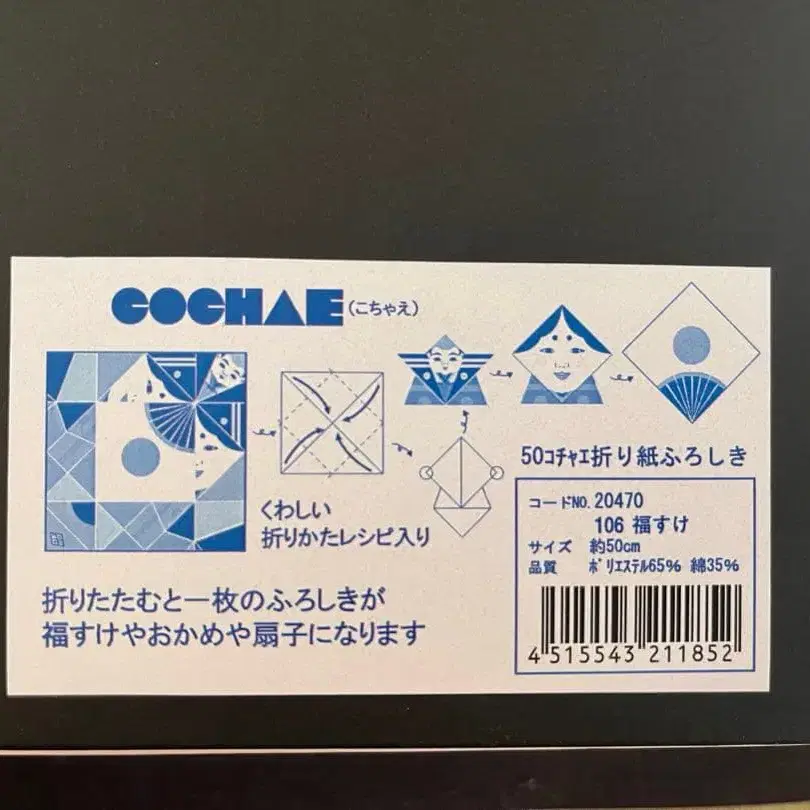 COCHAE(こちゃえ)
くわしい
折りかたレシピ入り
折りたたむと一枚のふろしきが
福すけやおかめや扇子になります
50コチャエ折り紙ふろしき
コードNO. 20470
106 福すけ
サイズ 約50cm
品質 ポリエステル65% 綿35%
4 515543 211852